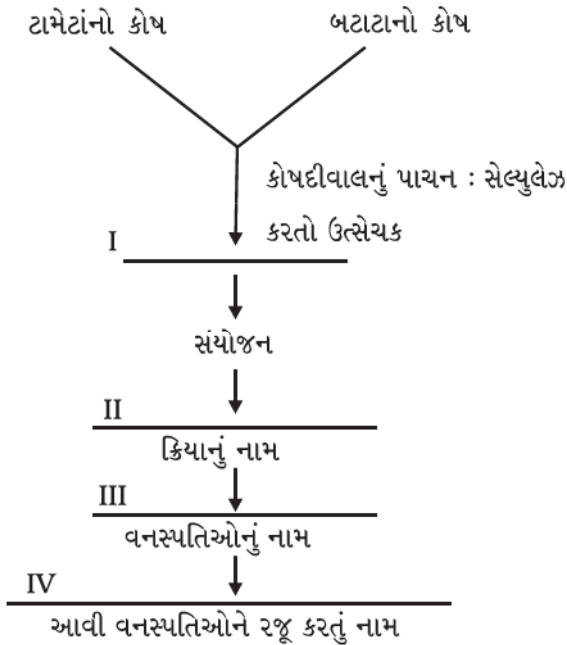 ટામેટાંનો કોષ બટાટાનો કોષ
કોષદીવાલનું પાચન : સેલ્યુલેઝ
I કરતો ઉત્સેચક
સંયોજન
II
ક્રિયાનું નામ
III
વનસ્પતિઓનું નામ
IV
આવી વનસ્પતિઓને રજૂ કરતું નામ